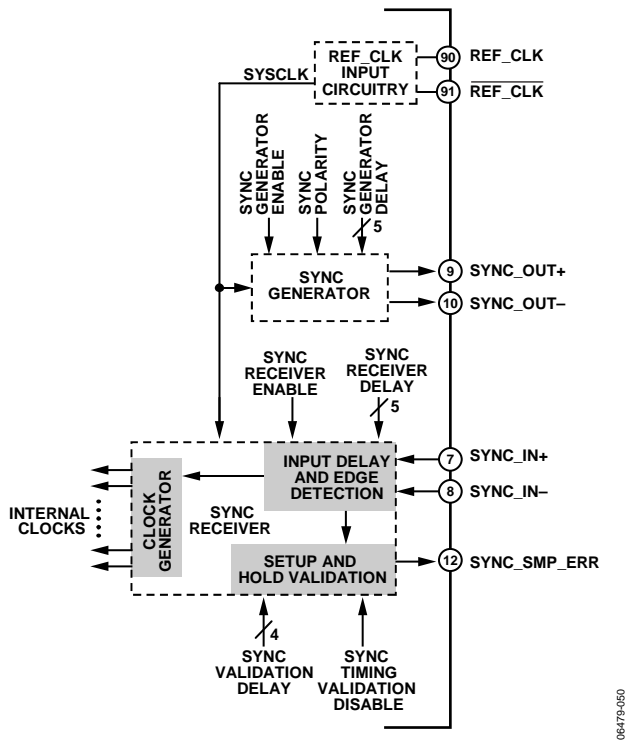 REF_CLK
INPUT
CIRCUITRY
SYSCLK
90 REF_CLK
91 REF_CLK
SYNC
GENERATOR
ENABLE
SYNC
POLARITY
SYNC
GENERATOR
DELAY
5
SYNC
GENERATOR
9 SYNC_OUT+
10 SYNC_OUT–
SYNC
RECEIVER
ENABLE
SYNC
RECEIVER
DELAY
5
INPUT DELAY
AND EDGE
DETECTION
7 SYNC_IN+
8 SYNC_IN–
CLOCK
GENERATOR
SYNC
RECEIVER
INTERNAL
CLOCKS
SETUP AND
HOLD VALIDATION
12 SYNC_SMP_ERR
4
SYNC
VALIDATION
DELAY
SYNC
TIMING
VALIDATION
DISABLE
06479-050